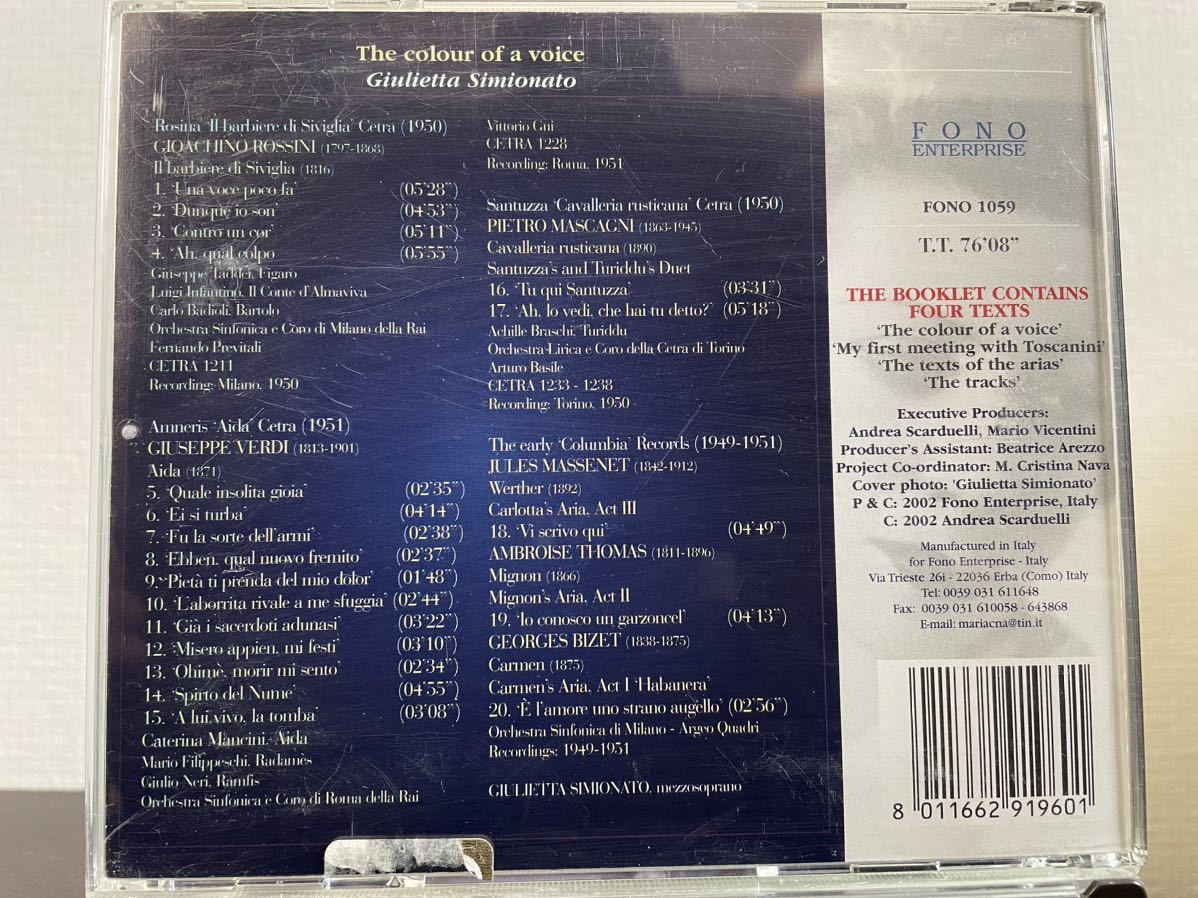 The colour of a voice
Giulietta Simionato
Rosina 'Il barbiere di Siviglia' Cetra (1950)
GIOACHINO ROSSINI (1797-1868)
Il barbiere di Siviglia (1816)
1. 'Una voce poco fa' (05'28")
2. 'Dunque io son' (04'53")
3. 'Contro un cor' (05'11")
4. 'Ah, qual colpo (05'55")
Giuseppe Taddei, Figaro
Luigi Infantino, Il Conte d'Almaviva
Carlo Badioli, Bartolo
Orchestra Sinfonica e Coro di Milano della Rai
Fernando Previtali
CETRA 1211
Recording: Milano, 1950
Amneris 'Aida' Cetra (1951)
GIUSEPPE VERDI (1813-1901)
Aida (1871)
5. 'Quale insolita gioia' (02'35")
6. 'Ei si turba' (04'14")
7. 'Fu la sorte dell'armi' (02'38")
8. 'Ebben, qual nuovo fremito' (02'37")
9. 'Pietà ti prenda del mio dolor' (01'48")
10. 'L'aborrita rivale a me sfuggia' (02'44")
11. 'Già i sacerdoti adunasi' (03'22")
12. 'Misero appien, mi festi' (03'10")
13. 'Ohimè, morir mi sento' (02'34")
14. 'Spirto del Nume' (04'55")
15. 'A lui vivo, la tomba' (03'08")
Caterina Mancini, Aida
Mario Filippeschi, Radames
Giulio Neri, Ramfis
Orchestra Sinfonica e Coro di Roma della Rai
Vittorio Gui
CETRA 1228
Recording: Roma, 1951
Santuzza 'Cavalleria rusticana' Cetra (1950)
PIETRO MASCAGNI (1863-1945)
Cavalleria rusticana (1890)
Santuzza's and Turiddu's Duet
16. 'Tu qui Santuzza' (03'31")
17. 'Ah, lo vedi, che hai tu detto?' (05'18")
Achille Braschi, Turiddu
Orchestra Lirica e Coro della Cetra di Torino
Arturo Basile
CETRA 1233 - 1238
Recording: Torino, 1950
The early 'Columbia' Records (1949-1951)
JULES MASSENET (1842-1912)
Werther (1892)
Carlotta's Aria, Act III
18. 'Vi scrivo qui' (04'49")
AMBROISE THOMAS (1811-1896)
Mignon (1866)
Mignon's Aria, Act II
19. 'Io conosco un garzoncel' (04'13")
GEORGES BIZET (1838-1875)
Carmen (1875)
Carmen's Aria, Act I 'Habanera'
20. 'È l'amore uno strano augello' (02'56")
Orchestra Sinfonica di Milano - Argeo Quadri
Recordings: 1949-1951
GIULIETTA SIMIONATO, mezzosoprano
FONO
ENTERPRISE
FONO 1059
T.T. 76'08"
THE BOOKLET CONTAINS
FOUR TEXTS
'The colour of a voice'
'My first meeting with Toscanini'
'The texts of the arias'
'The tracks'
Executive Producers:
Andrea Scarduelli, Mario Vicentini
Producer's Assistant: Beatrice Arezzo
Project Co-ordinator: M. Cristina Nava
Cover photo: 'Giulietta Simionato'
P & C: 2002 Fono Enterprise, Italy
C: 2002 Andrea Scarduelli
Manufactured in Italy
for Fono Enterprise - Italy
Via Trieste 26i - 22036 Erba (Como) Italy
Tel: 0039 031 611648
Fax: 0039 031 610058 - 643868
E-mail: mariacna@tin.it
8 011662 919601